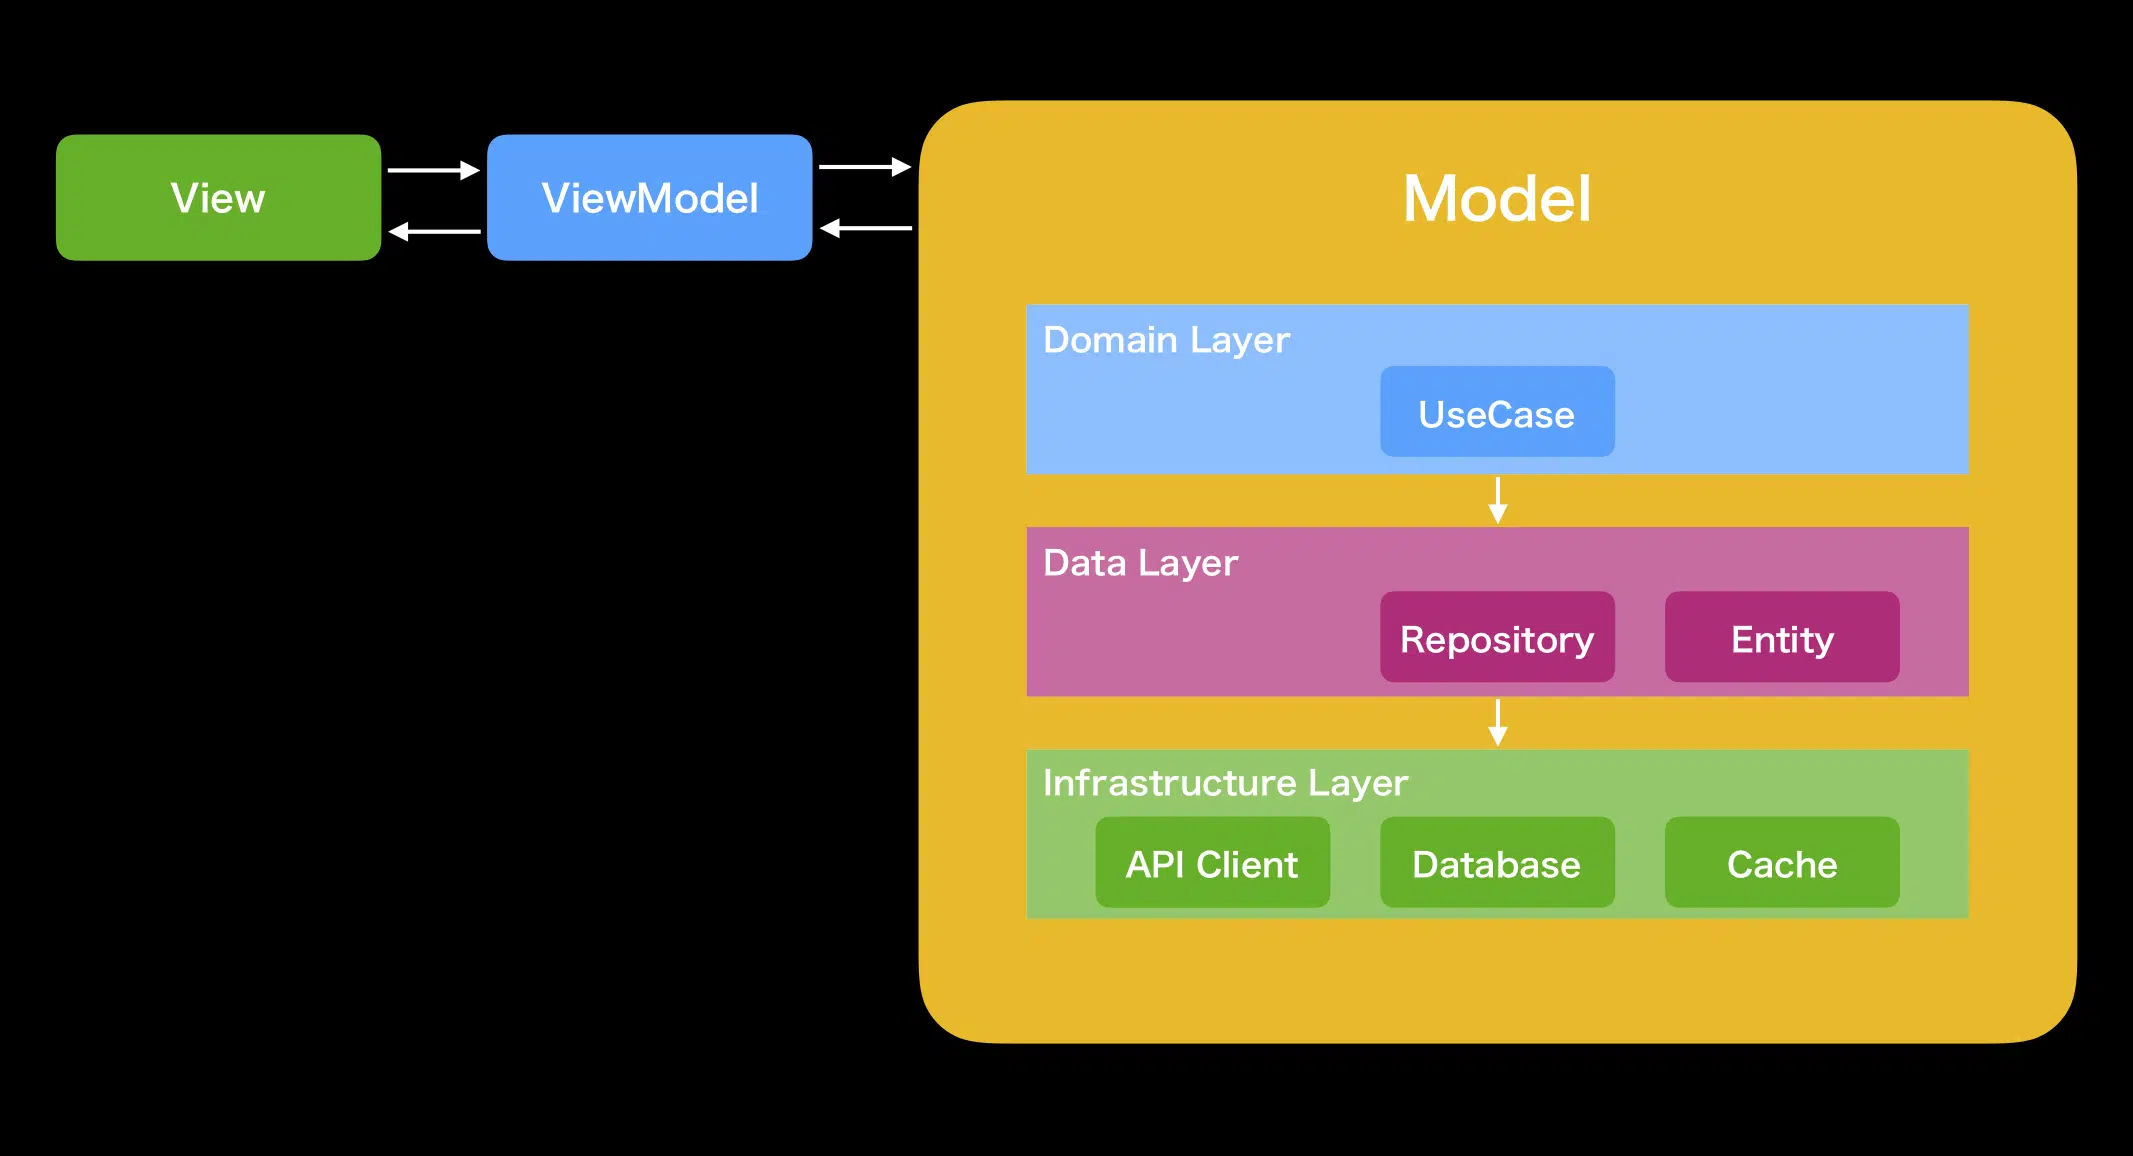 View
ViewModel
Model
Domain Layer
UseCase
Data Layer
Repository
Entity
Infrastructure Layer
API Client
Database
Cache